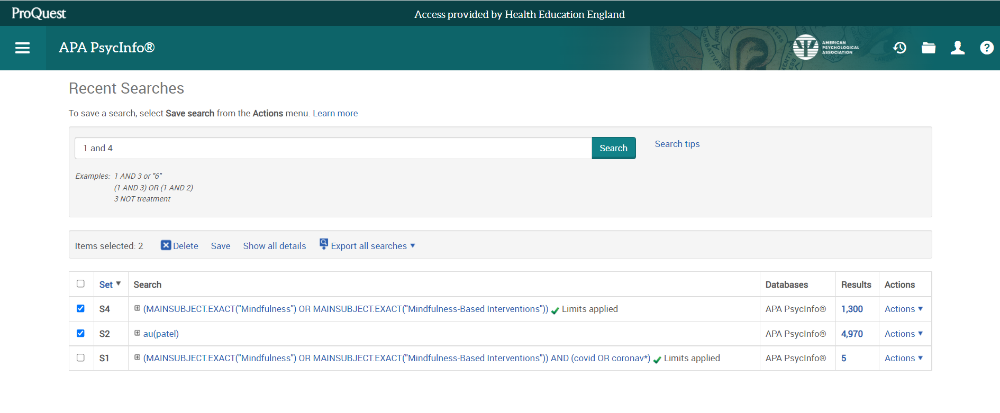 ProQuest
Access provided by Health Education England
APA PsycInfo®
AMERICAN
PSYCHOLOGICAL
ASSOCIATION
Recent Searches
To save a search, select Save search from the Actions menu. Learn more
1 and 4
Search
Search tips
Examples: 1 AND 3 or "6"
(1 AND 3) OR (1 AND 2)
3 NOT treatment
Items selected: 2 Delete Save Show all details Export all searches
Set Search Databases Results Actions
S4 (MAINSUBJECT.EXACT("Mindfulness") OR MAINSUBJECT.EXACT("Mindfulness-Based Interventions")) Limits applied APA PsycInfo® 1,300 Actions
S2 au(patel) APA PsycInfo® 4,970 Actions
S1 (MAINSUBJECT.EXACT("Mindfulness") OR MAINSUBJECT.EXACT("Mindfulness-Based Interventions")) AND (covid OR coronav*) Limits applied APA PsycInfo® 5 Actions